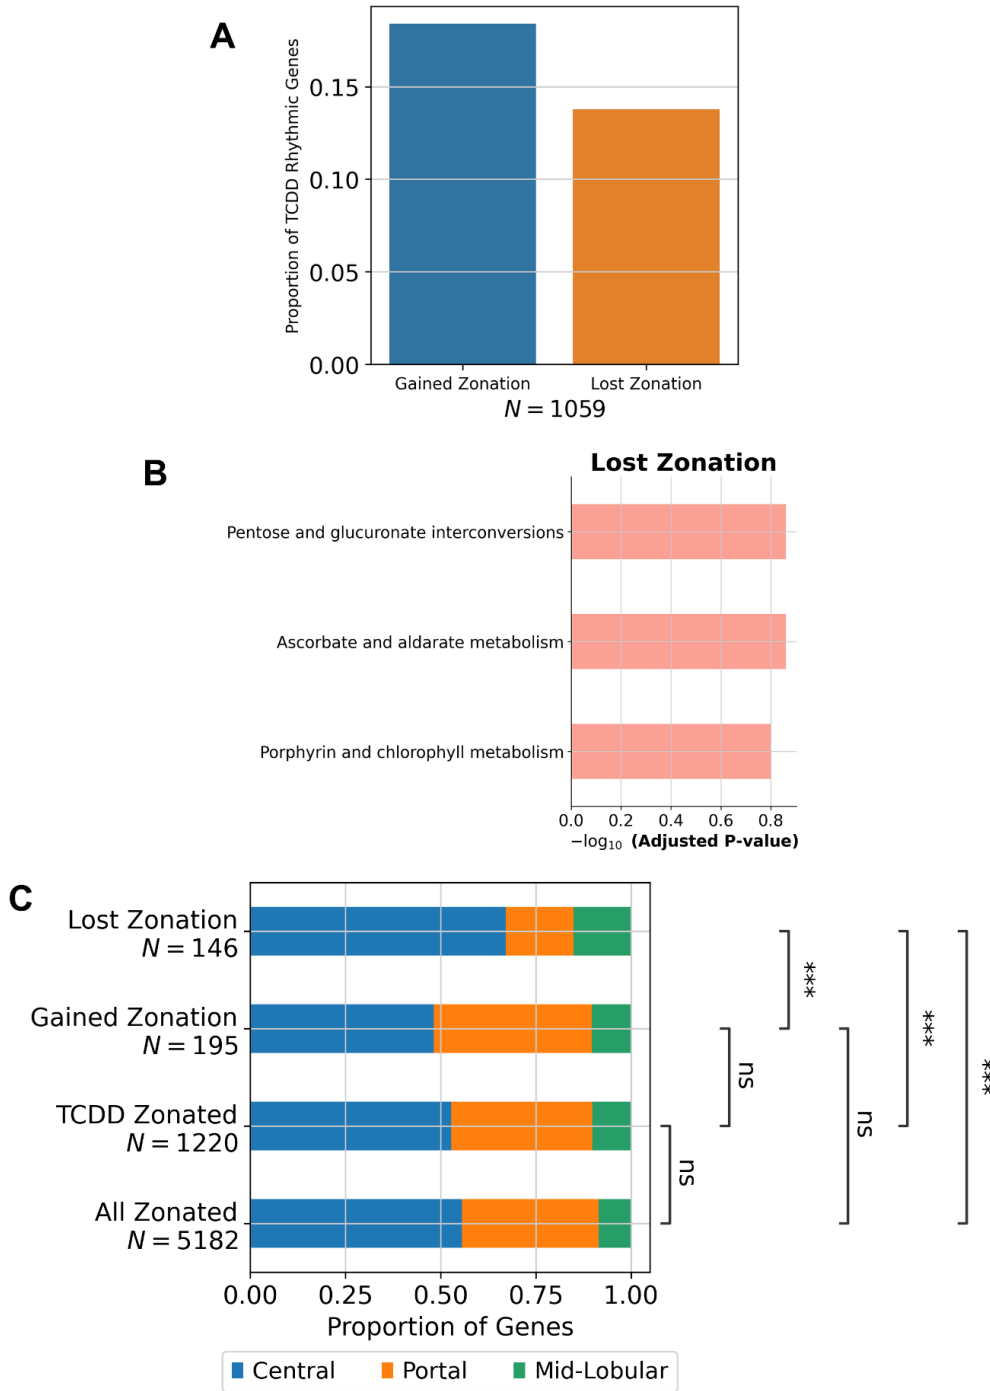 A
Proportion of TCDD Rhythmic Genes
0.15
0.10
0.05
0.00
Gained Zonation
Lost Zonation
N = 1059
B
Lost Zonation
Pentose and glucuronate interconversions
Ascorbate and aldarate metabolism
Porphyrin and chlorophyll metabolism
0.0 0.2 0.4 0.6 0.8
−log₁₀ (Adjusted P-value)
C
Lost Zonation
N = 146
Gained Zonation
N = 195
TCDD Zonated
N = 1220
All Zonated
N = 5182
***
ns
ns
ns
***
***
0.00 0.25 0.50 0.75 1.00
Proportion of Genes
Central Portal Mid-Lobular